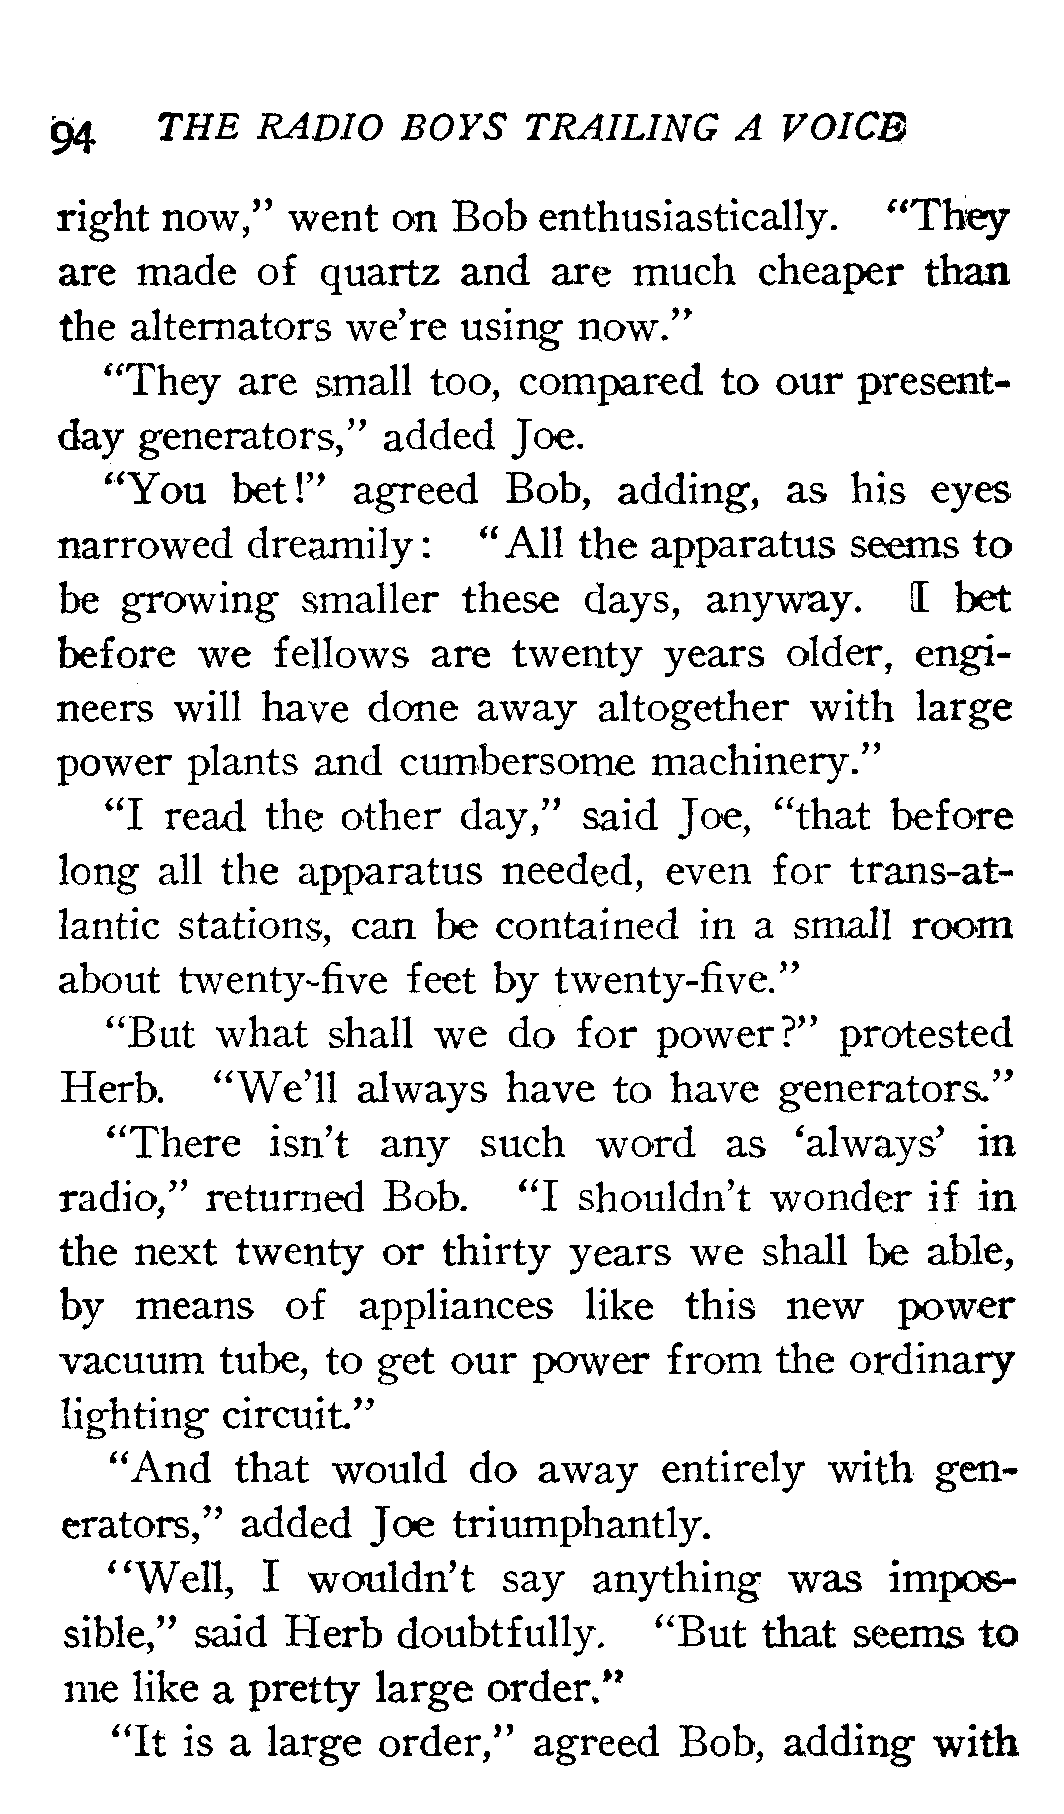 94 THE RADIO BOYS TRAILING A VOICE
right now,” went on Bob enthusiastically. “They
are made of quartz and are much cheaper than
the alternators we’re using now.”
“They are small too, compared to our present-
day generators,” added Joe.
“You bet!” agreed Bob, adding, as his eyes
narrowed dreamily: “All the apparatus seems to
be growing smaller these days, anyway. I bet
before we fellows are twenty years older, engi-
neers will have done away altogether with large
power plants and cumbersome machinery.”
“I read the other day,” said Joe, “that before
long all the apparatus needed, even for trans-at-
lantic stations, can be contained in a small room
about twenty-five feet by twenty-five.”
“But what shall we do for power?” protested
Herb. “We’ll always have to have generators.”
“There isn’t any such word as ‘always’ in
radio,” returned Bob. “I shouldn’t wonder if in
the next twenty or thirty years we shall be able,
by means of appliances like this new power
vacuum tube, to get our power from the ordinary
lighting circuit.”
“And that would do away entirely with gen-
erators,” added Joe triumphantly.
“Well, I wouldn’t say anything was impos-
sible,” said Herb doubtfully. “But that seems to
me like a pretty large order.”
“It is a large order,” agreed Bob, adding with